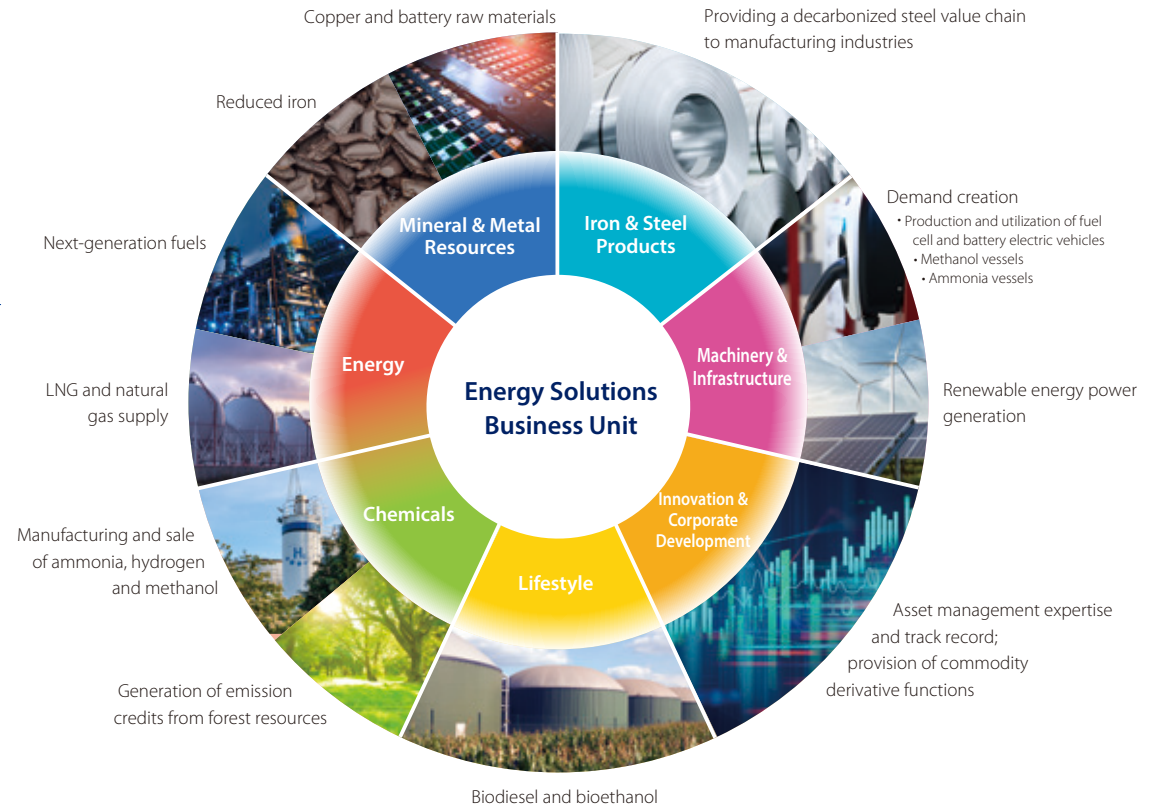 Copper and battery raw materials
Providing a decarbonized steel value chain
to manufacturing industries
Reduced iron
Demand creation
• Production and utilization of fuel
cell and battery electric vehicles
• Methanol vessels
• Ammonia vessels
Mineral & Metal
Resources
Iron & Steel
Products
Next-generation fuels
Energy
Machinery &
Infrastructure
LNG and natural
gas supply
Energy Solutions
Business Unit
Renewable energy power
generation
Chemicals
Innovation &
Corporate
Development
Manufacturing and sale
of ammonia, hydrogen
and methanol
H2
Lifestyle
Asset management expertise
and track record;
provision of commodity
derivative functions
Generation of emission
credits from forest resources
Biodiesel and bioethanol